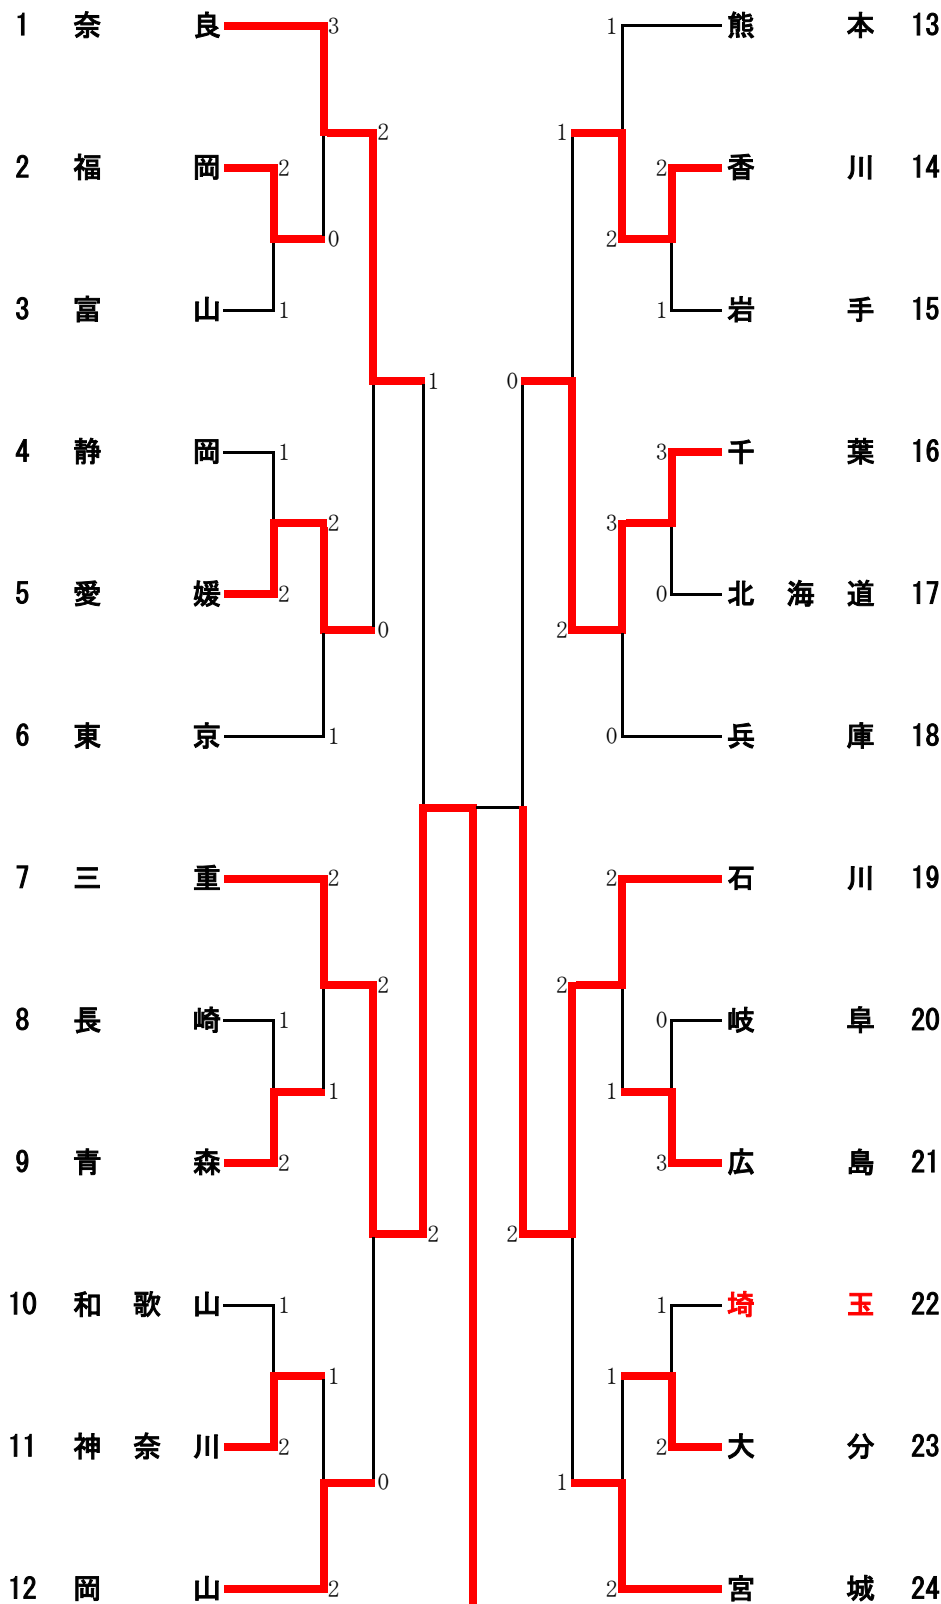 1 奈良 3 1 熊本 13
2 1
2 福岡 2 2 香川 14
0 2
3 富山 1 1 岩手 15
1 0
4 静岡 1 3 千葉 16
2 3
5 愛媛 2 0 北海道 17
0 2
6 東京 1 0 兵庫 18
7 三重 2 2 石川 19
2 2
8 長崎 1 0 岐阜 20
1 1
9 青森 2 3 広島 21
2 2
10 和歌山 1 1 埼玉 22
1 1
11 神奈川 2 2 大分 23
0 1
12 岡山 2 2 宮城 24